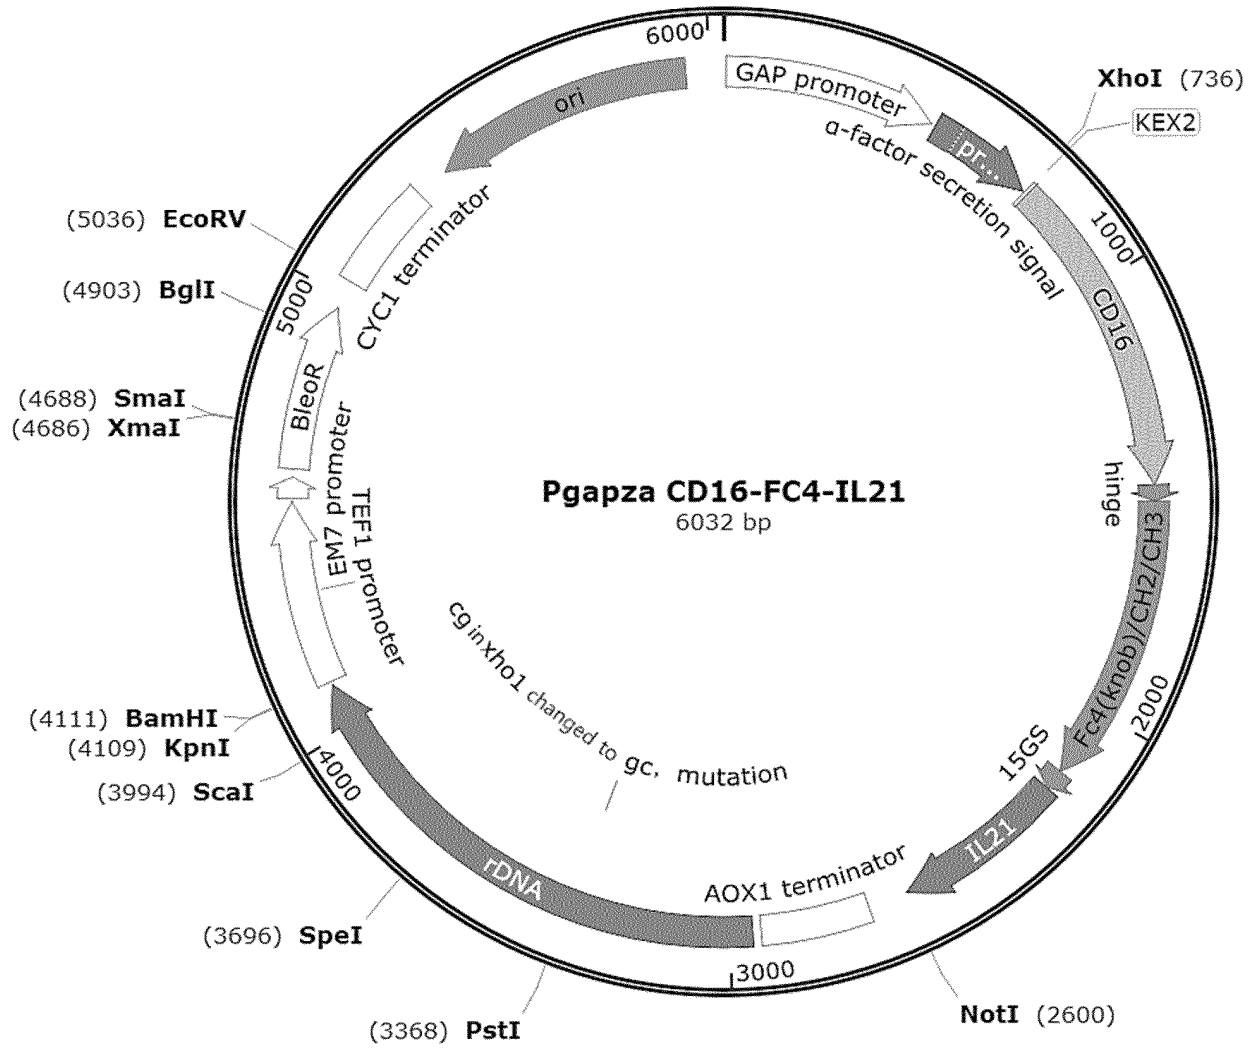 6000
GAP promoter
XhoI (736)
KEX2
pr...
α-factor secretion signal
1000
CD16
hinge
Fc4(knob)/CH2/CH3
2000
15GS
IL21
NotI (2600)
AOX1 terminator
3000
PstI (3368)
rDNA
SpeI (3696)
4000
ScaI (3994)
KpnI (4109)
BamHI (4111)
TEF1 promoter
EM7 promoter
XmaI (4686)
SmaI (4688)
BleoR
BglI (4903)
5000
EcoRV (5036)
CYC1 terminator
ori
Pgapza CD16-FC4-IL21
6032 bp
cg in xho1 changed to gc, mutation